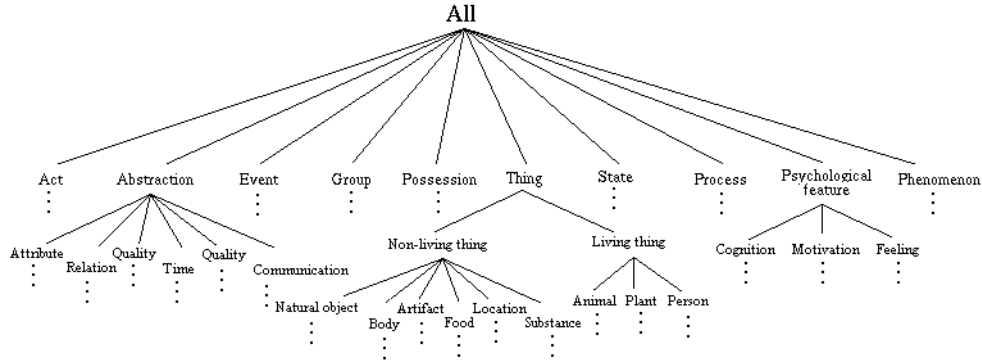 All
Act
Abstraction
Event
Group
Possession
Thing
State
Process
Psychological
feature
Phenomenon
Attribute
Relation
Quality
Time
Quality
Communication
Non-living thing
Living thing
Cognition
Motivation
Feeling
Natural object
Body
Artifact
Food
Location
Substance
Animal
Plant
Person